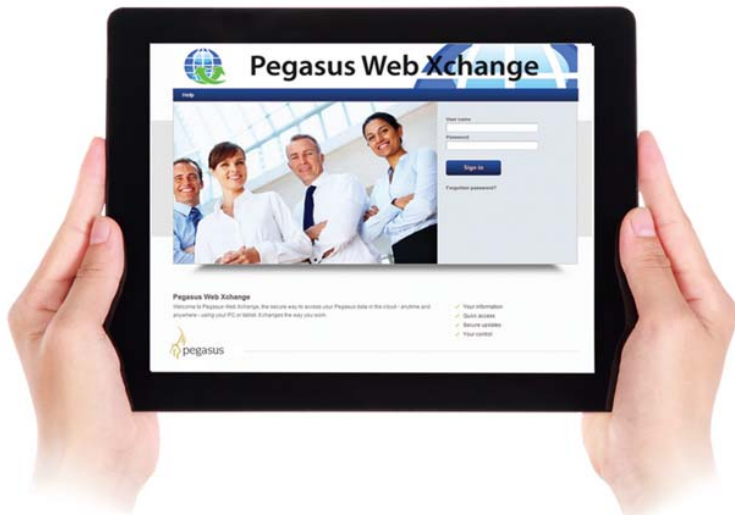 Pegasus Web Xchange
Help
User name
Password
Sign in
Forgotten password?
Pegasus Web Xchange
Welcome to Pegasus Web Xchange, the secure way to access your Pegasus data in the cloud - anytime and
anywhere - using your PC or tablet. It changes the way you work.
Your information
Quick access
Secure updates
Your control
pegasus